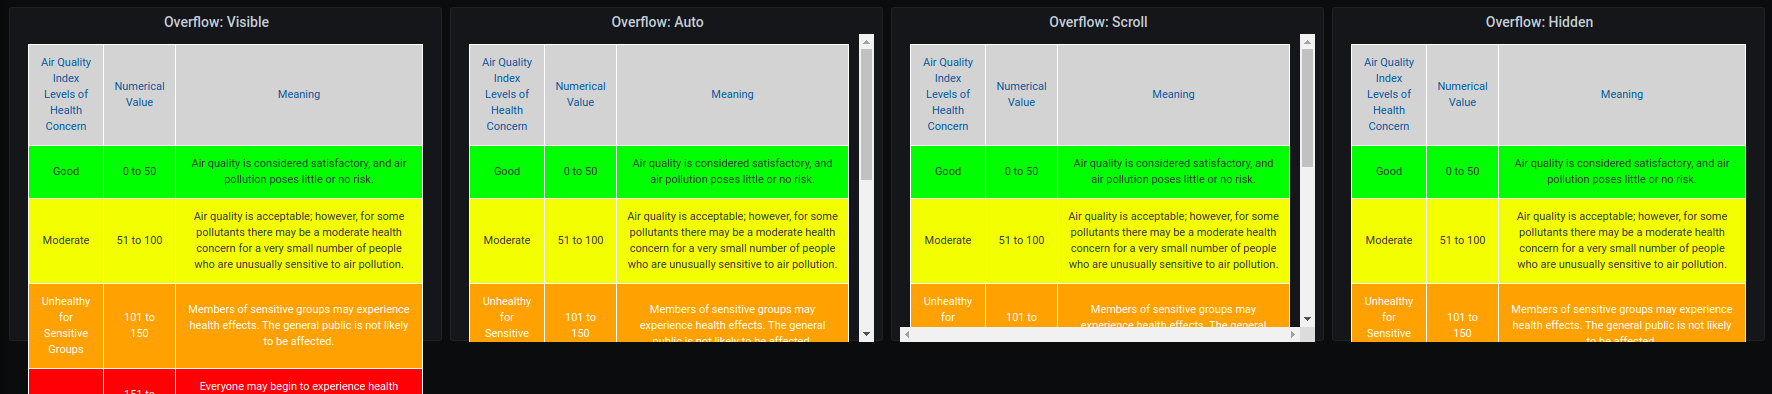 Overflow: Visible
Air Quality
Index
Levels of
Health
Concern
Numerical
Value
Meaning
Good
0 to 50
Air quality is considered satisfactory, and air
pollution poses little or no risk.
Moderate
51 to 100
Air quality is acceptable; however, for some
pollutants there may be a moderate health
concern for a very small number of people
who are unusually sensitive to air pollution.
Unhealthy
for
Sensitive
Groups
101 to
150
Members of sensitive groups may experience
health effects. The general public is not likely
to be affected.
151 to
Everyone may begin to experience health
Overflow: Auto
Air Quality
Index
Levels of
Health
Concern
Numerical
Value
Meaning
Good
0 to 50
Air quality is considered satisfactory, and
air pollution poses little or no risk.
Moderate
51 to 100
Air quality is acceptable; however, for some
pollutants there may be a moderate health
concern for a very small number of people
who are unusually sensitive to air pollution.
Unhealthy
for
Sensitive
101 to
150
Members of sensitive groups may
experience health effects. The general
public is not likely to be affected.
Overflow: Scroll
Air Quality
Index
Levels of
Health
Concern
Numerical
Value
Meaning
Good
0 to 50
Air quality is considered satisfactory, and
air pollution poses little or no risk.
Moderate
51 to 100
Air quality is acceptable; however, for some
pollutants there may be a moderate health
concern for a very small number of people
who are unusually sensitive to air pollution.
Unhealthy
for
101 to
Members of sensitive groups may
experience health effects. The general
Overflow: Hidden
Air Quality
Index
Levels of
Health
Concern
Numerical
Value
Meaning
Good
0 to 50
Air quality is considered satisfactory, and air
pollution poses little or no risk.
Moderate
51 to 100
Air quality is acceptable; however, for some
pollutants there may be a moderate health
concern for a very small number of people
who are unusually sensitive to air pollution.
Unhealthy
for
Sensitive
101 to
150
Members of sensitive groups may experience
health effects. The general public is not likely
to be affected.